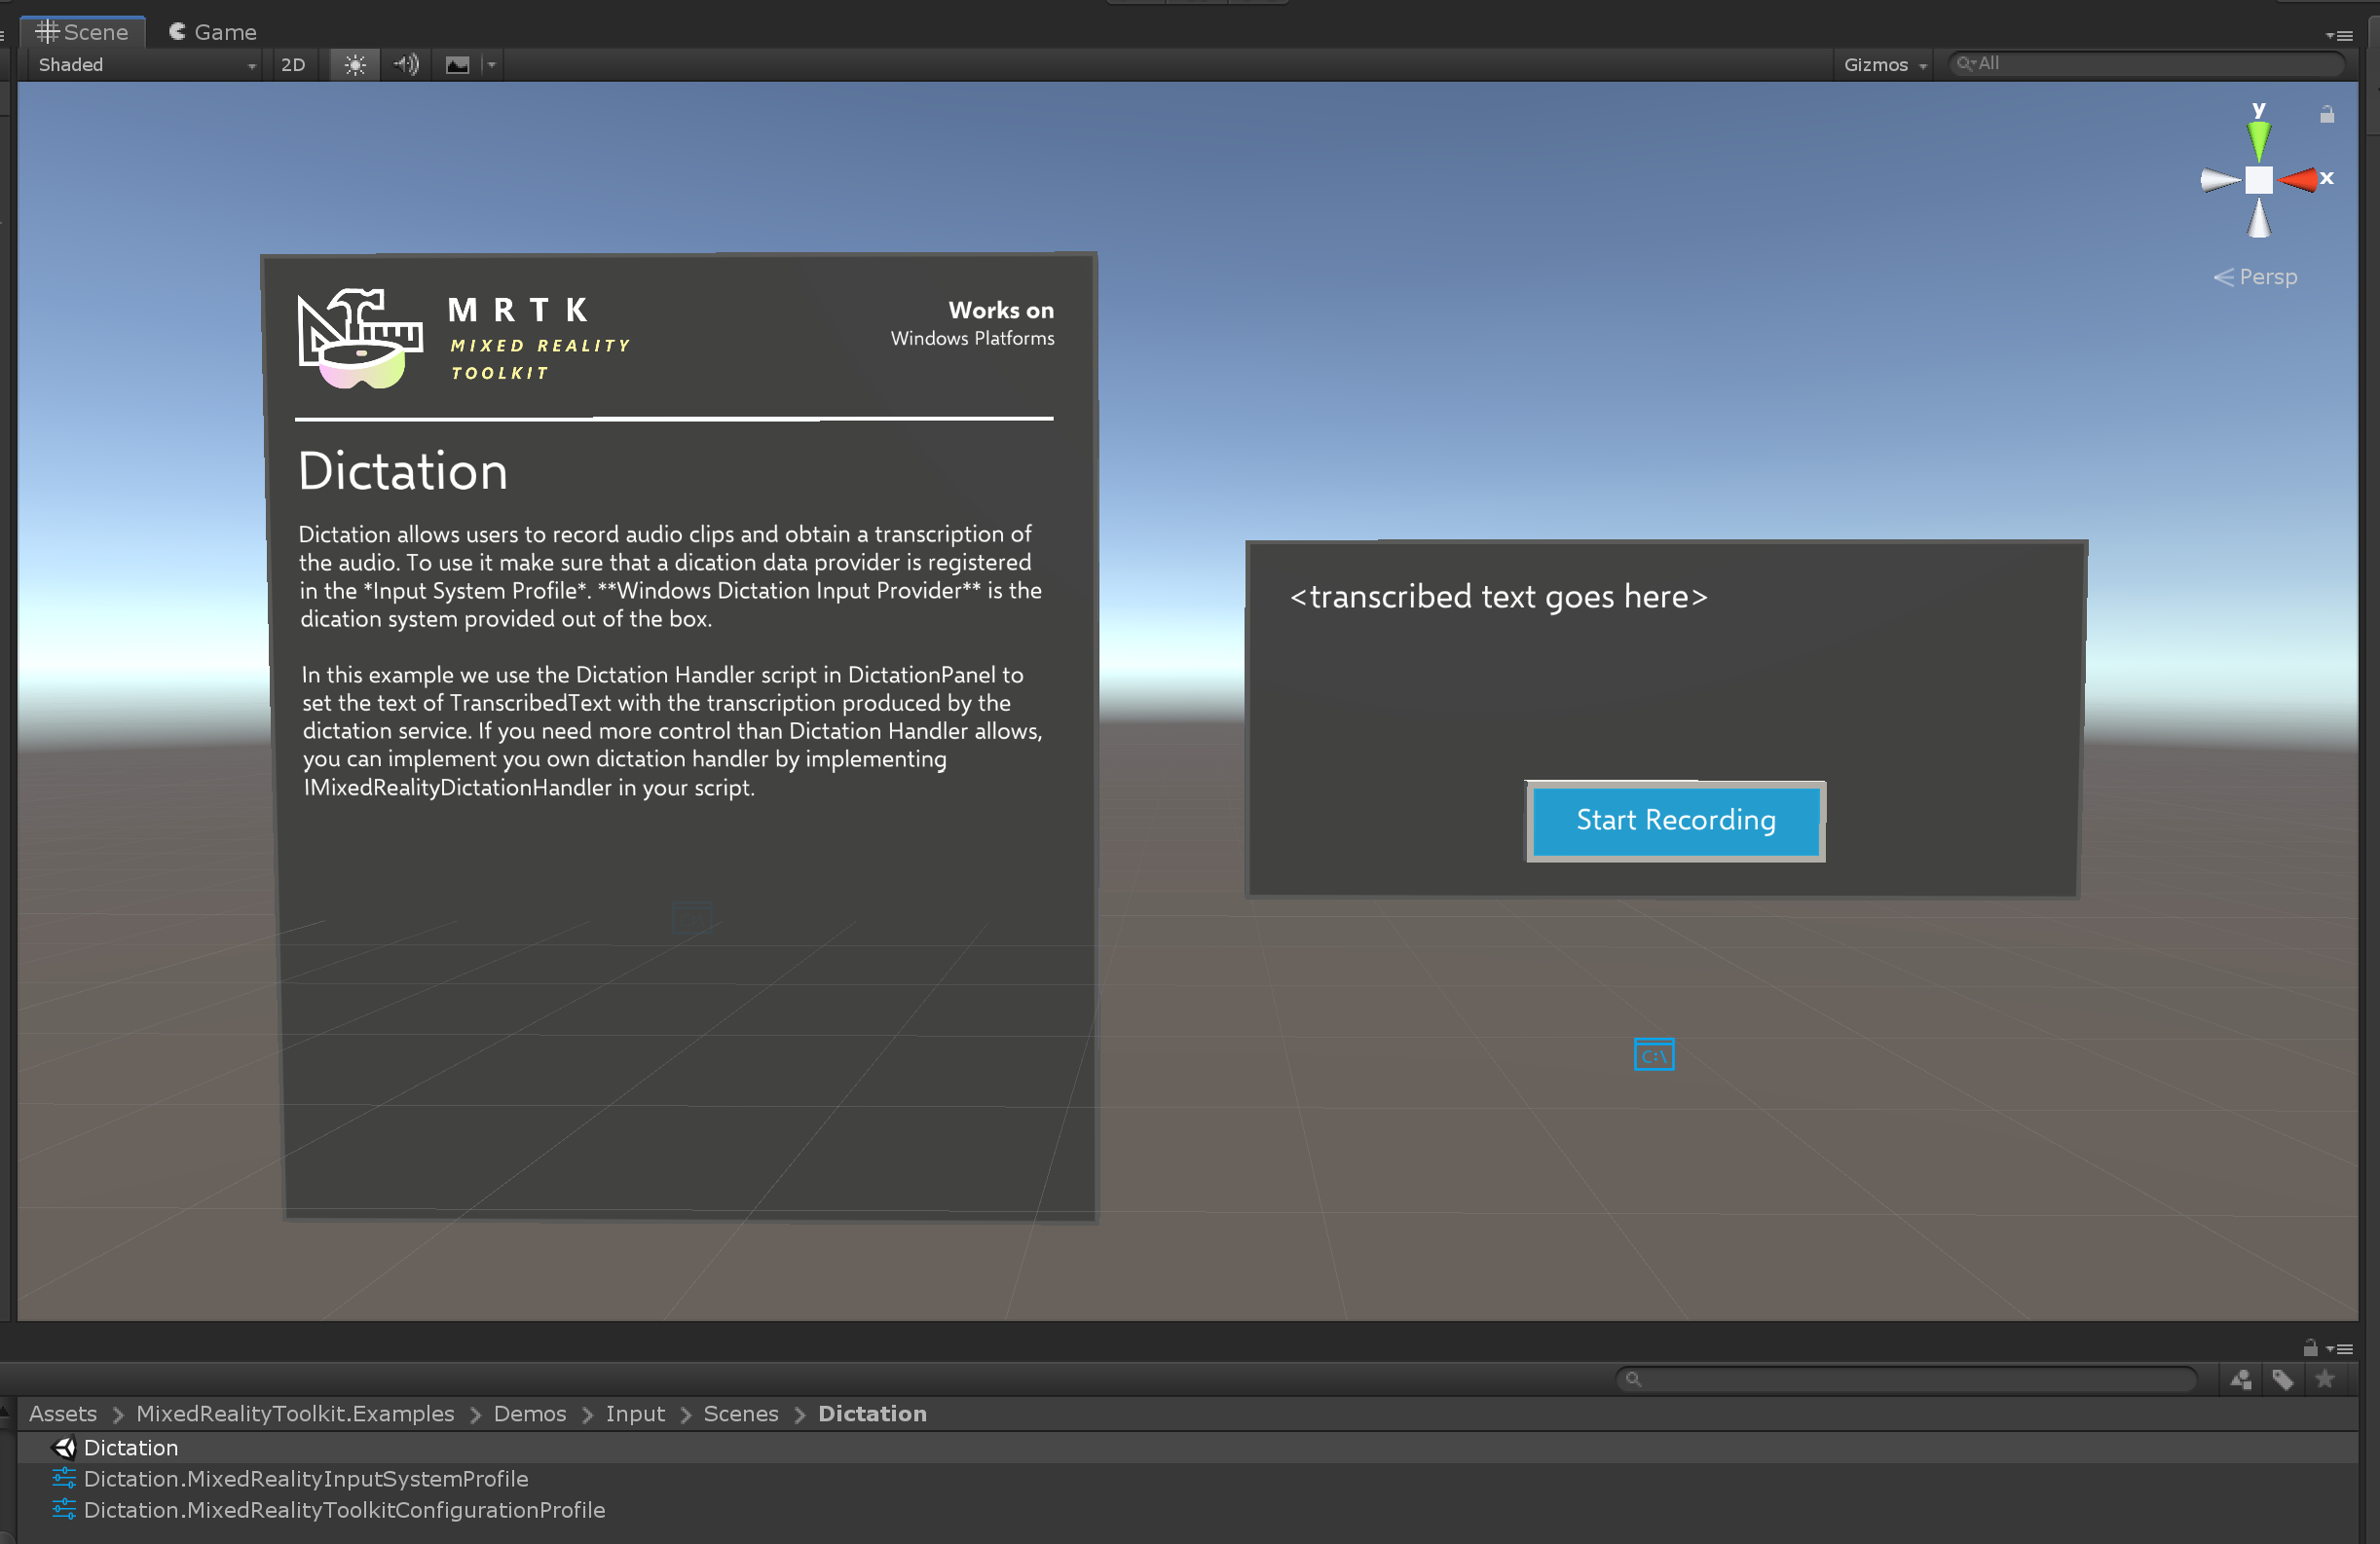 Scene
Game
Shaded
2D
Gizmos
All
y
x
Persp
MRTK
MIXED REALITY
TOOLKIT
Works on
Windows Platforms
Dictation
Dictation allows users to record audio clips and obtain a transcription of
the audio. To use it make sure that a dication data provider is registered
in the *Input System Profile*. **Windows Dictation Input Provider** is the
dication system provided out of the box.
In this example we use the Dictation Handler script in DictationPanel to
set the text of TranscribedText with the transcription produced by the
dictation service. If you need more control than Dictation Handler allows,
you can implement you own dictation handler by implementing
IMixedRealityDictationHandler in your script.
<transcribed text goes here>
Start Recording
C:\
Assets > MixedRealityToolkit.Examples > Demos > Input > Scenes > Dictation
Dictation
Dictation.MixedRealityInputSystemProfile
Dictation.MixedRealityToolkitConfigurationProfile